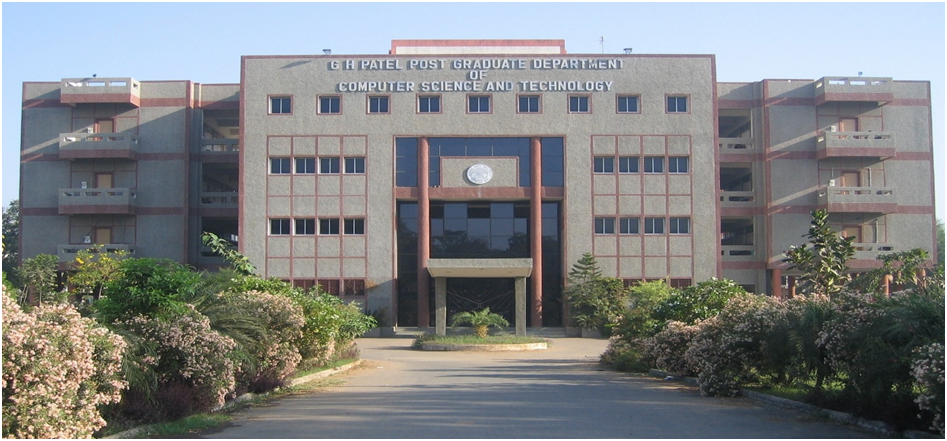 G H PATEL POST GRADUATE DEPARTMENT
OF
COMPUTER SCIENCE AND TECHNOLOGY